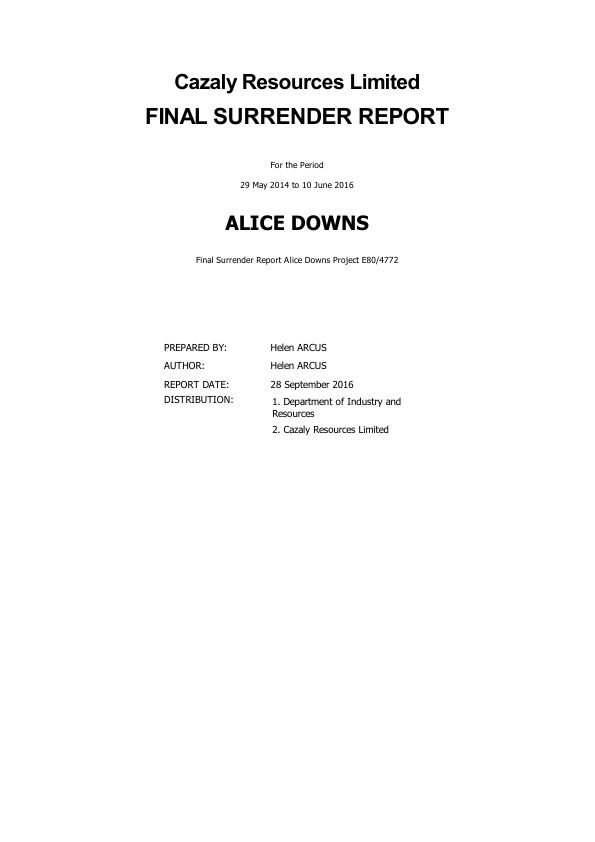 Cazaly Resources Limited
FINAL SURRENDER REPORT
For the Period
29 May 2014 to 10 June 2016
ALICE DOWNS
Final Surrender Report Alice Downs Project E80/4772
PREPARED BY: Helen ARCUS
AUTHOR: Helen ARCUS
REPORT DATE: 28 September 2016
DISTRIBUTION: 1. Department of Industry and
Resources
2. Cazaly Resources Limited